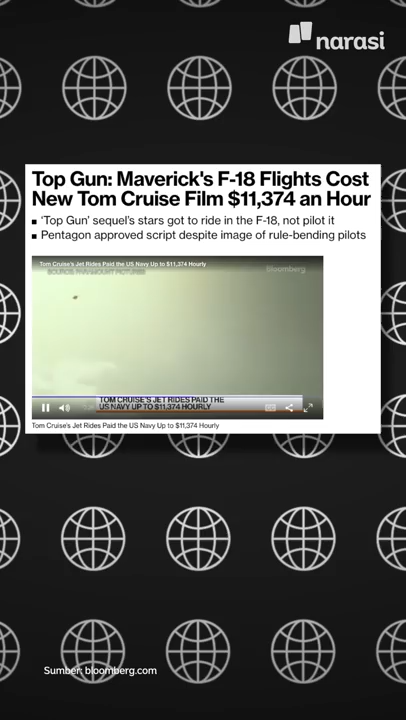 narasi
Top Gun: Maverick's F-18 Flights Cost
New Tom Cruise Film $11,374 an Hour
'Top Gun' sequel's stars got to ride in the F-18, not pilot it
Pentagon approved script despite image of rule-bending pilots
Tom Cruise's Jet Rides Paid the US Navy Up to $11,374 Hourly
SOURCE: PARAMOUNT PICTURES
Bloomberg
TOM CRUISE'S JET RIDES PAID THE
US NAVY UP TO $11,374 HOURLY
Tom Cruise's Jet Rides Paid the US Navy Up to $11,374 Hourly
Sumber: bloomberg.com